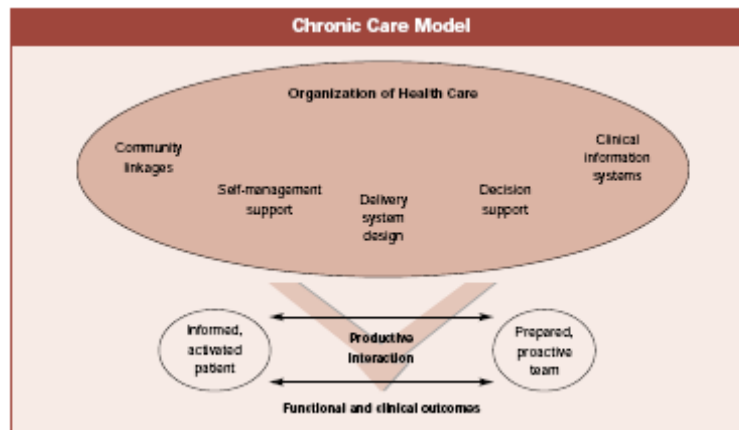 Chronic Care Model
Organization of Health Care
Community
linkages
Self-management
support
Delivery
system
design
Decision
support
Clinical
information
systems
Informed,
activated
patient
Productive
Interaction
Prepared,
proactive
team
Functional and clinical outcomes